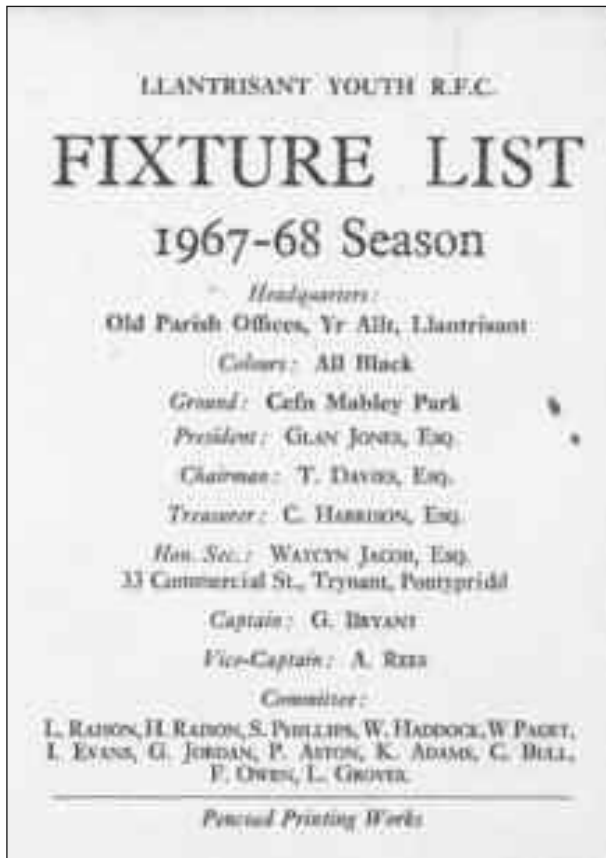 LLANTRISANT YOUTH R.F.C.
FIXTURE LIST
1967-68 Season
Headquarters:
Old Parish Offices, Yr Allt, Llantrisant
Colours: All Black
Ground: Cefn Mabley Park
President: GLAN JONES, ESQ.
Chairman: T. DAVIES, ESQ.
Treasurer: C. HARRISON, ESQ.
Hon. Sec.: WATCYN JACOB, ESQ.
33 Commercial St., Trynant, Pontypridd
Captain: G. BRYANT
Vice-Captain: A. REES
Committee:
L. RADION, H. RADION, S. PHILLIPS, W. HADDOCK, W PAGET,
I. EVANS, G. JORDAN, P. ASTON, K. ADAMS, C. BULL,
F. OWEN, L. GROVES.
Pencoed Printing Works